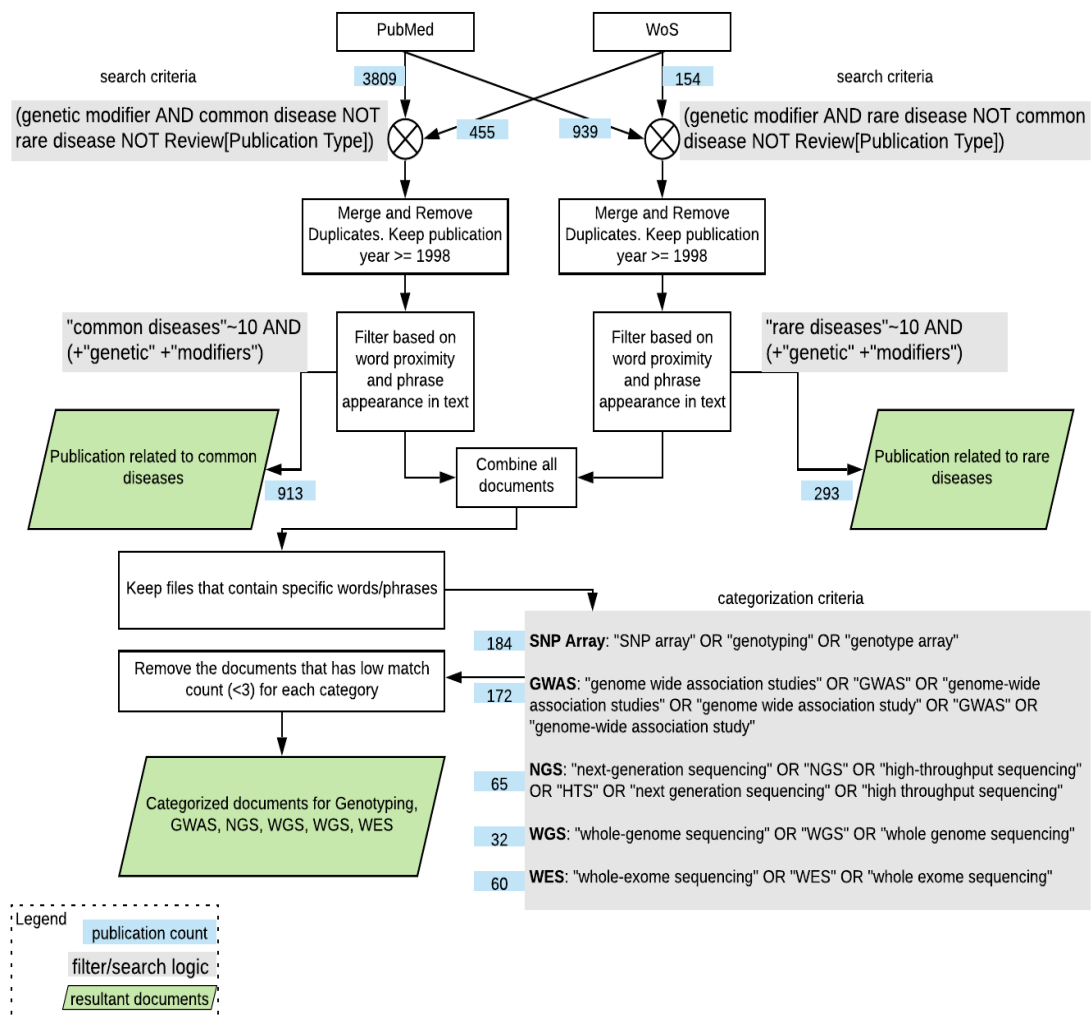 PubMed
WoS
search criteria
3809
154
search criteria
(genetic modifier AND common disease NOT
rare disease NOT Review[Publication Type])
455
939
(genetic modifier AND rare disease NOT common
disease NOT Review[Publication Type])
Merge and Remove
Duplicates. Keep publication
year >= 1998
Merge and Remove
Duplicates. Keep publication
year >= 1998
"common diseases"~10 AND
(+"genetic" +"modifiers")
Filter based on
word proximity
and phrase
appearance in text
Filter based on
word proximity
and phrase
appearance in text
"rare diseases"~10 AND
(+"genetic" +"modifiers")
Publication related to common
diseases
913
Combine all
documents
293
Publication related to rare
diseases
Keep files that contain specific words/phrases
categorization criteria
184
SNP Array: "SNP array" OR "genotyping" OR "genotype array"
Remove the documents that has low match
count (<3) for each category
172
GWAS: "genome wide association studies" OR "GWAS" OR "genome-wide
association studies" OR "genome wide association study" OR "GWAS" OR
"genome-wide association study"
65
NGS: "next-generation sequencing" OR "NGS" OR "high-throughput sequencing"
OR "HTS" OR "next generation sequencing" OR "high throughput sequencing"
Categorized documents for Genotyping,
GWAS, NGS, WGS, WGS, WES
32
WGS: "whole-genome sequencing" OR "WGS" OR "whole genome sequencing"
60
WES: "whole-exome sequencing" OR "WES" OR "whole exome sequencing"
Legend
publication count
filter/search logic
resultant documents